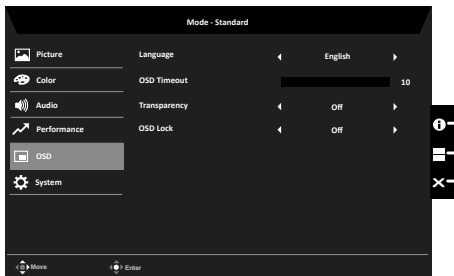 Mode - Standard
Picture
Language
English
Color
OSD Timeout
10
Audio
Transparency
Off
Performance
OSD Lock
Off
OSD
System
Move
Enter